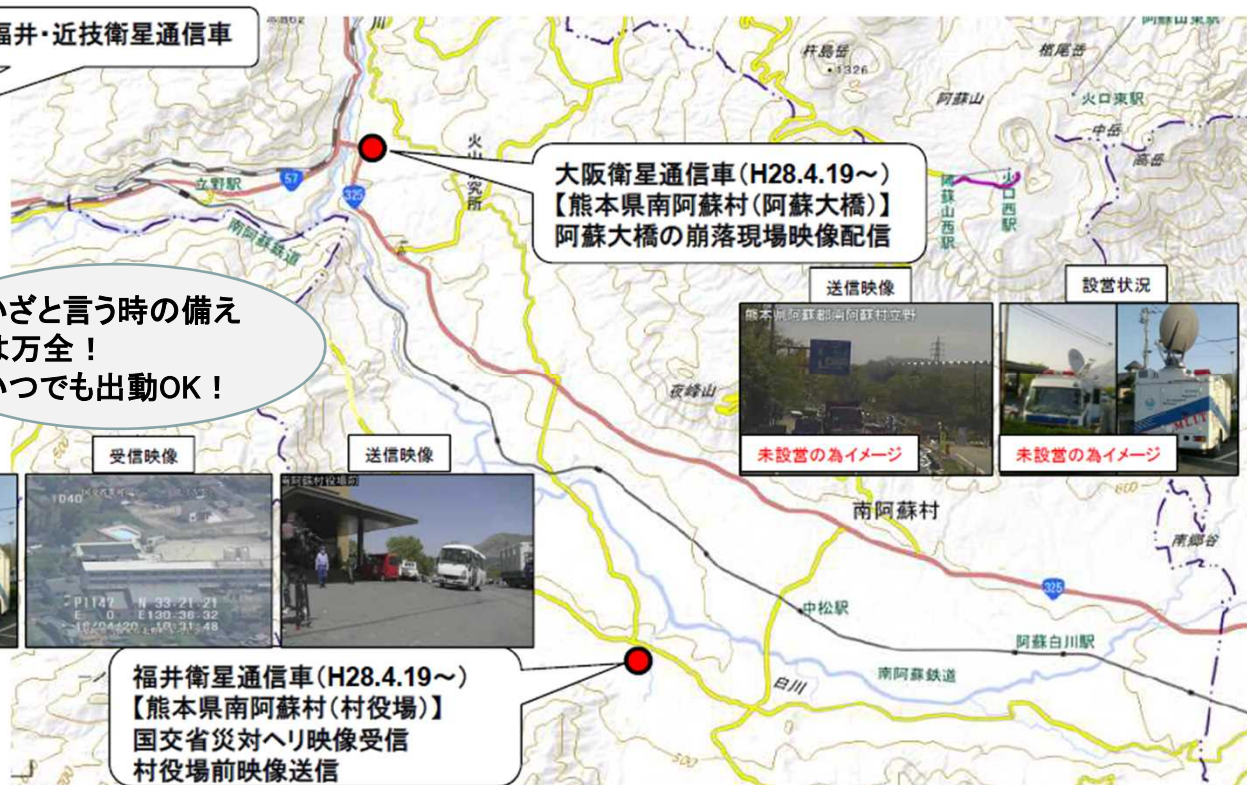 福井・近技衛星通信車
川
杵島岳
・1326
楢尾岳
阿蘇山
火口東駅
中岳
高岳
立野駅
57
325
南阿蘇鉄道
大阪衛星通信車（H28.4.19～）
【熊本県南阿蘇村（阿蘇大橋）】
阿蘇大橋の崩落現場映像配信
阿蘇山西駅
火口西駅
いざと言う時の備え
は万全！
いつでも出動OK！
送信映像
設営状況
熊本県阿蘇郡南阿蘇村立野
未設営の為イメージ
未設営の為イメージ
夜峰山
受信映像
送信映像
南阿蘇村役場前
南阿蘇村
800
南郷谷
325
中松駅
阿蘇白川駅
南阿蘇鉄道
白川
500
600
MLIT
福井衛星通信車（H28.4.19～）
【熊本県南阿蘇村（村役場）】
国交省災対ヘリ映像受信
村役場前映像送信